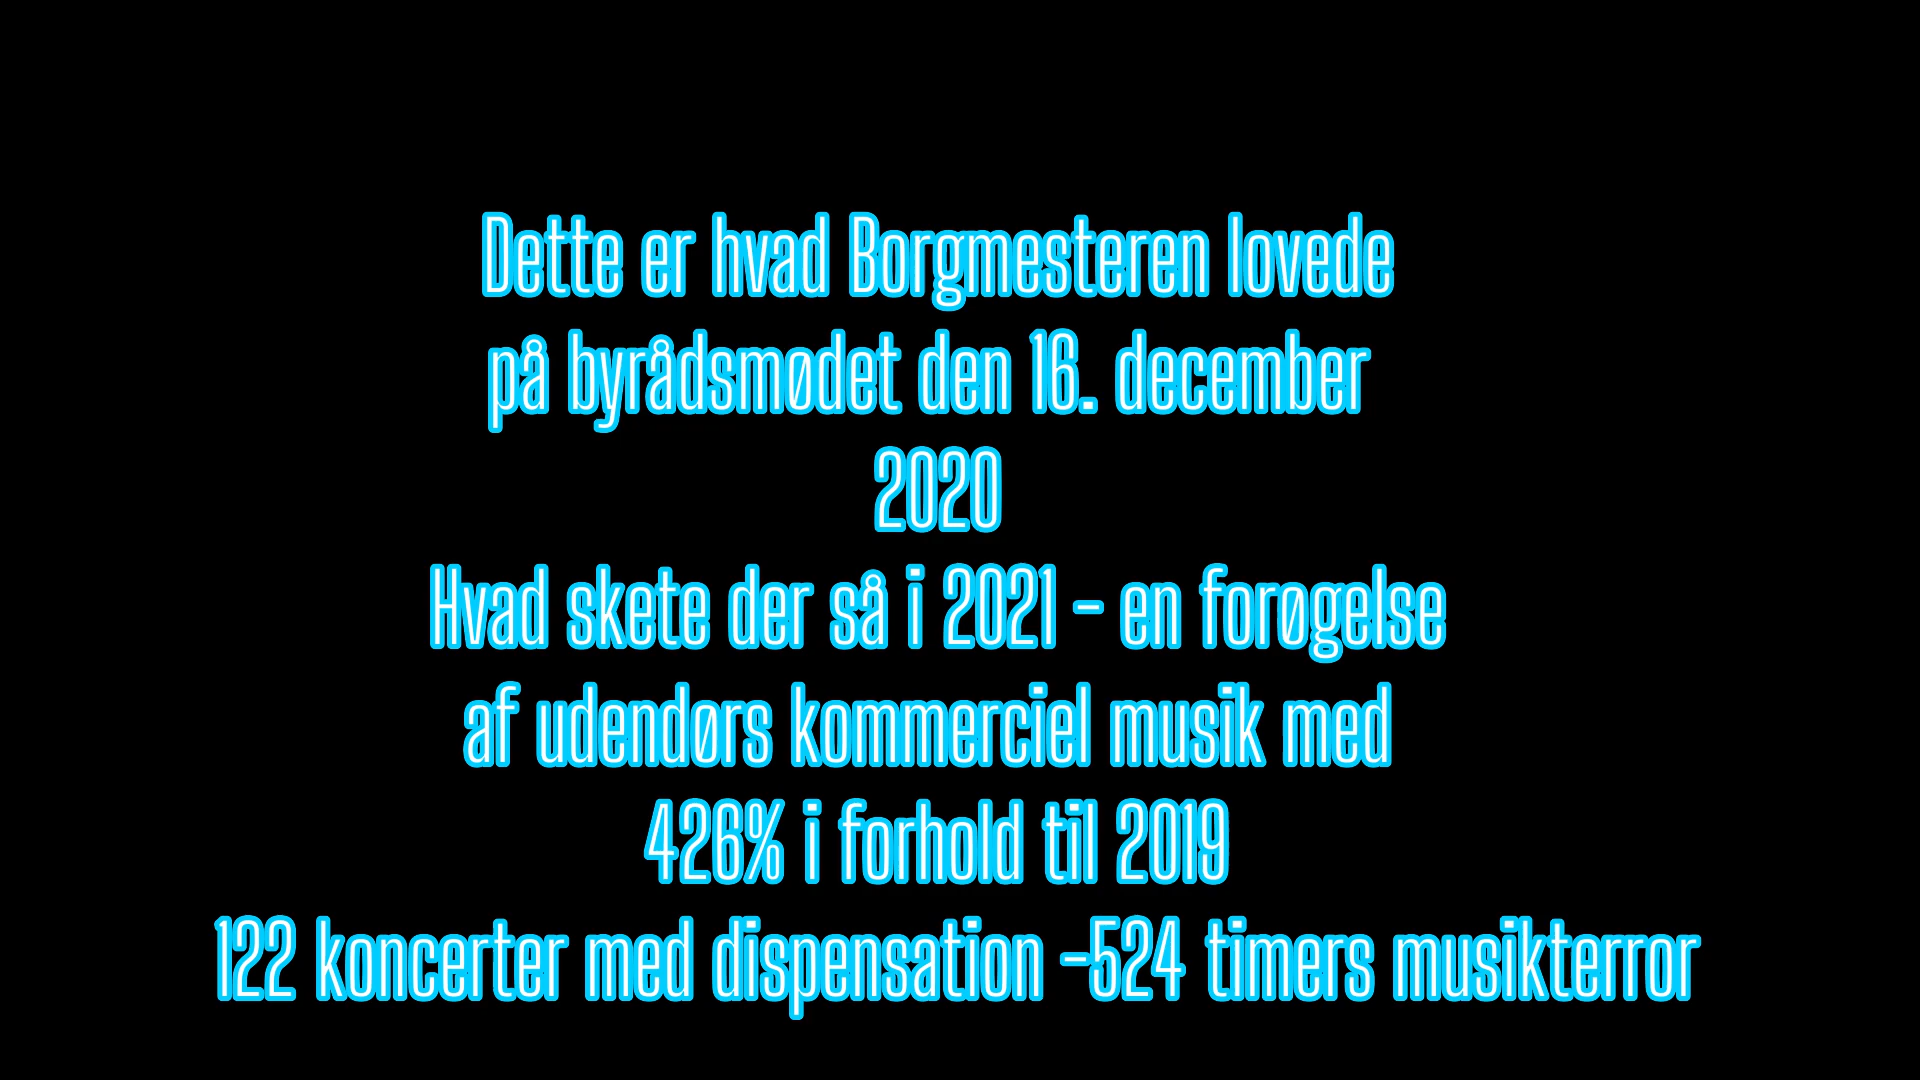 Dette er hvad Borgmesteren lovede
på byrådsmødet den 16. december
2020
Hvad skete der så i 2021 - en forøgelse
af udendørs kommerciel musik med
426% i forhold til 2019
122 koncerter med dispensation -524 timers musikterror